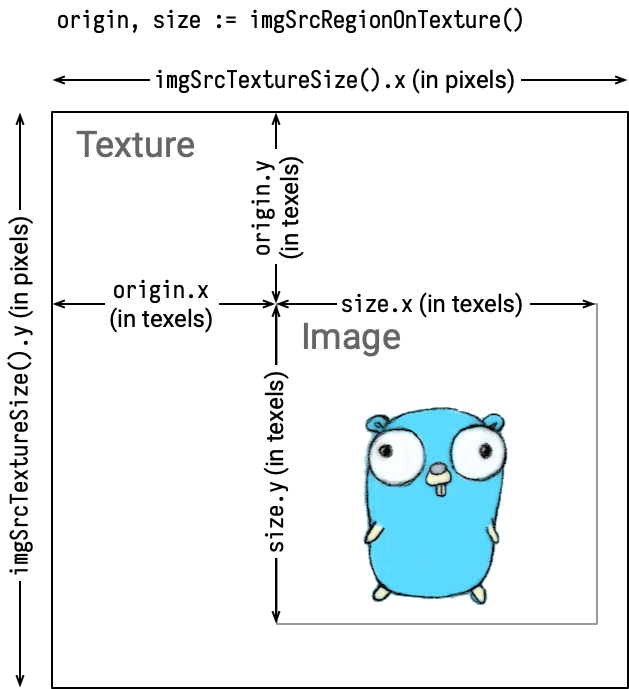 origin, size := imgSrcRegionOnTexture()
imgSrcTextureSize().x (in pixels)
Texture
origin.y
(in texels)
imgSrcTextureSize().y (in pixels)
origin.x
(in texels)
size.x (in texels)
Image
size.y (in texels)